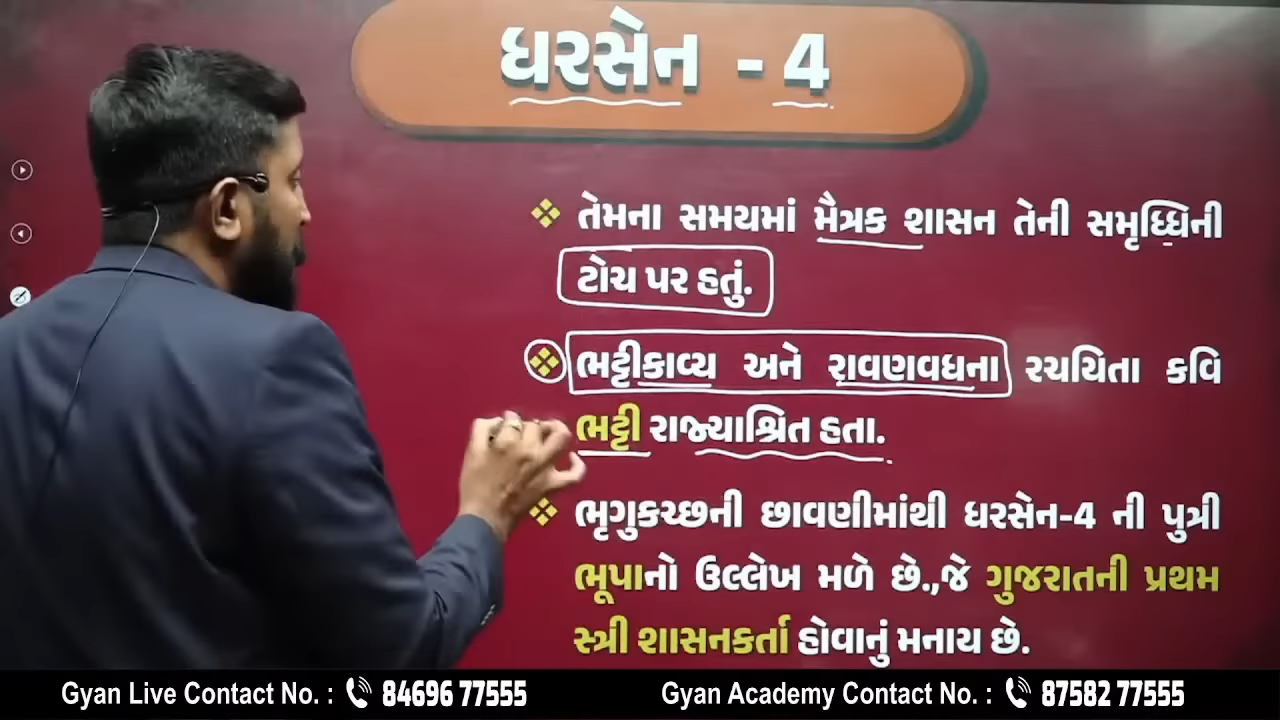 ધરસેન - 4
તેમના સમયમાં મૈત્રક શાસન તેની સમૃધ્ધિની
ટોચ પર હતું.
ભટ્ટીકાવ્ય અને રાવણવધના રચયિતા કવિ
ભટ્ટી રાજ્યાશ્રિત હતા.
ભૃગુકચ્છની છાવણીમાંથી ધરસેન-4 ની પુત્રી
ભૂપાનો ઉલ્લેખ મળે છે.,જે ગુજરાતની પ્રથમ
સ્ત્રી શાસનકર્તા હોવાનું મનાય છે.
Gyan Live Contact No. : 84696 77555
Gyan Academy Contact No. : 87582 77555